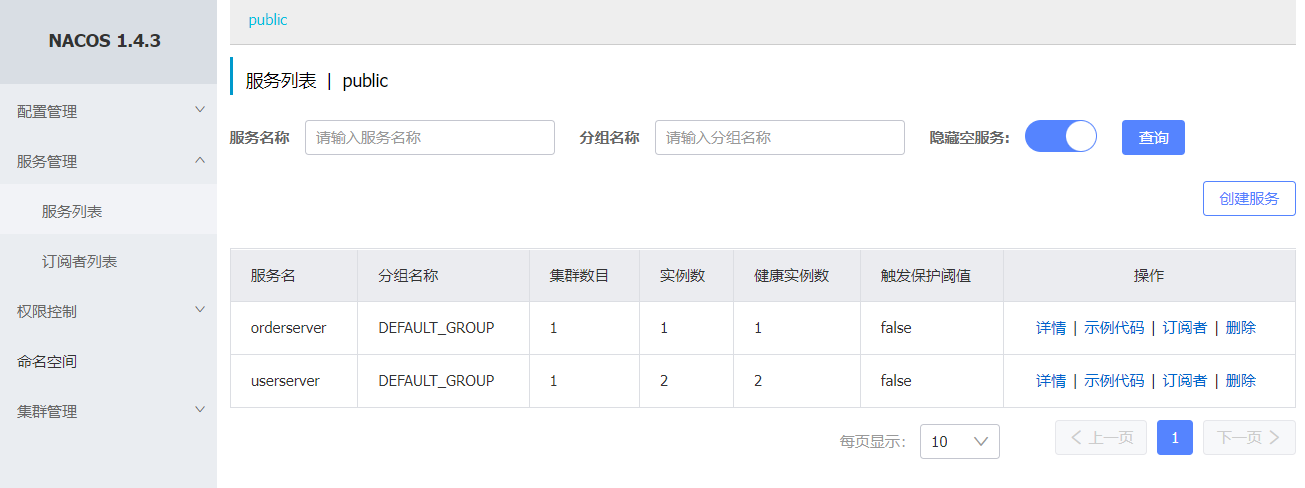 NACOS 1.4.3
配置管理
服务管理
服务列表
订阅者列表
权限控制
命名空间
集群管理
public
服务列表 | public
服务名称 请输入服务名称 分组名称 请输入分组名称 隐藏空服务: 查询
创建服务
服务名 分组名称 集群数目 实例数 健康实例数 触发保护阈值 操作
orderserver DEFAULT_GROUP 1 1 1 false 详情 | 示例代码 | 订阅者 | 删除
userserver DEFAULT_GROUP 1 2 2 false 详情 | 示例代码 | 订阅者 | 删除
每页显示: 10 上一页 1 下一页